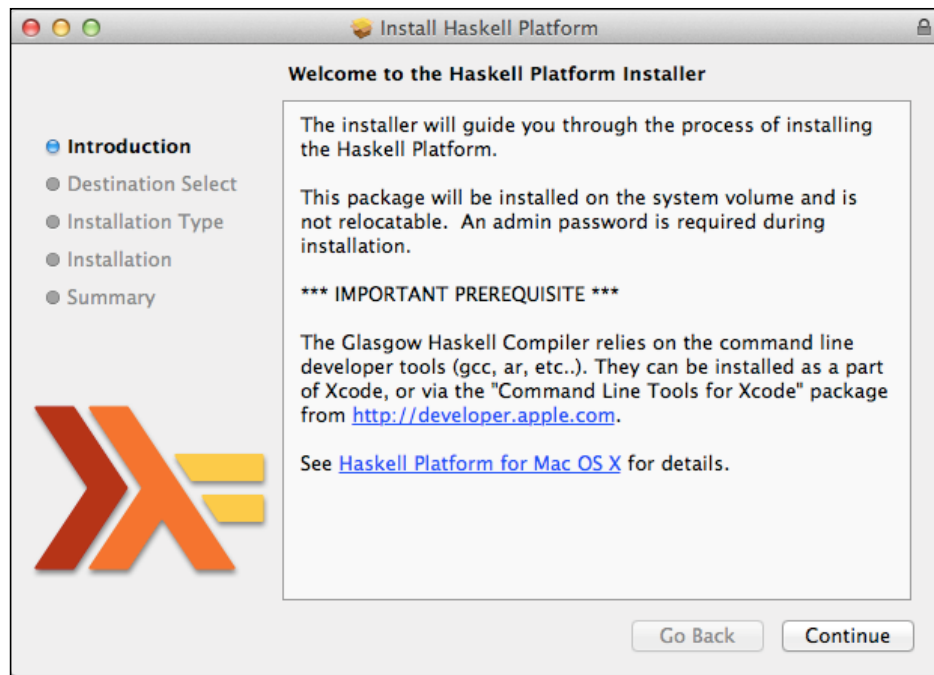 Install Haskell Platform
Welcome to the Haskell Platform Installer
Introduction
Destination Select
Installation Type
Installation
Summary
The installer will guide you through the process of installing
the Haskell Platform.
This package will be installed on the system volume and is
not relocatable.  An admin password is required during
installation.
*** IMPORTANT PREREQUISITE ***
The Glasgow Haskell Compiler relies on the command line
developer tools (gcc, ar, etc..). They can be installed as a part
of Xcode, or via the "Command Line Tools for Xcode" package
from http://developer.apple.com.
See Haskell Platform for Mac OS X for details.
Go Back
Continue